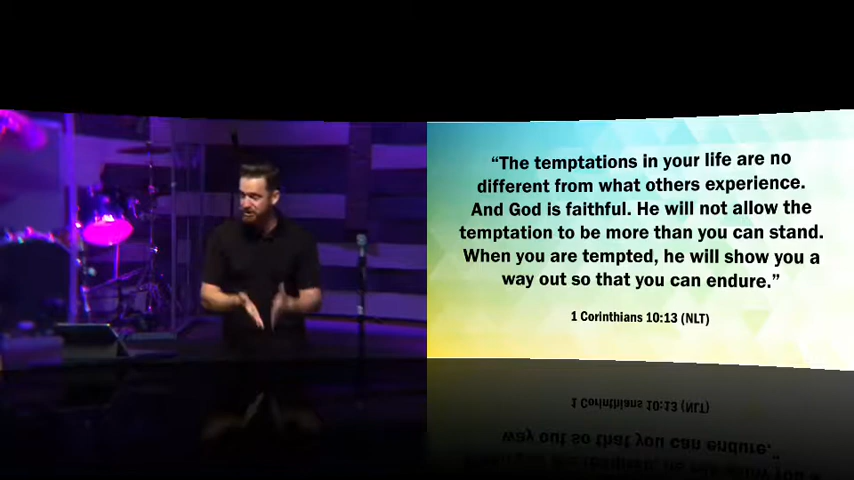 “The temptations in your life are no
different from what others experience.
And God is faithful. He will not allow the
temptation to be more than you can stand.
When you are tempted, he will show you a
way out so that you can endure.”
1 Corinthians 10:13 (NLT)